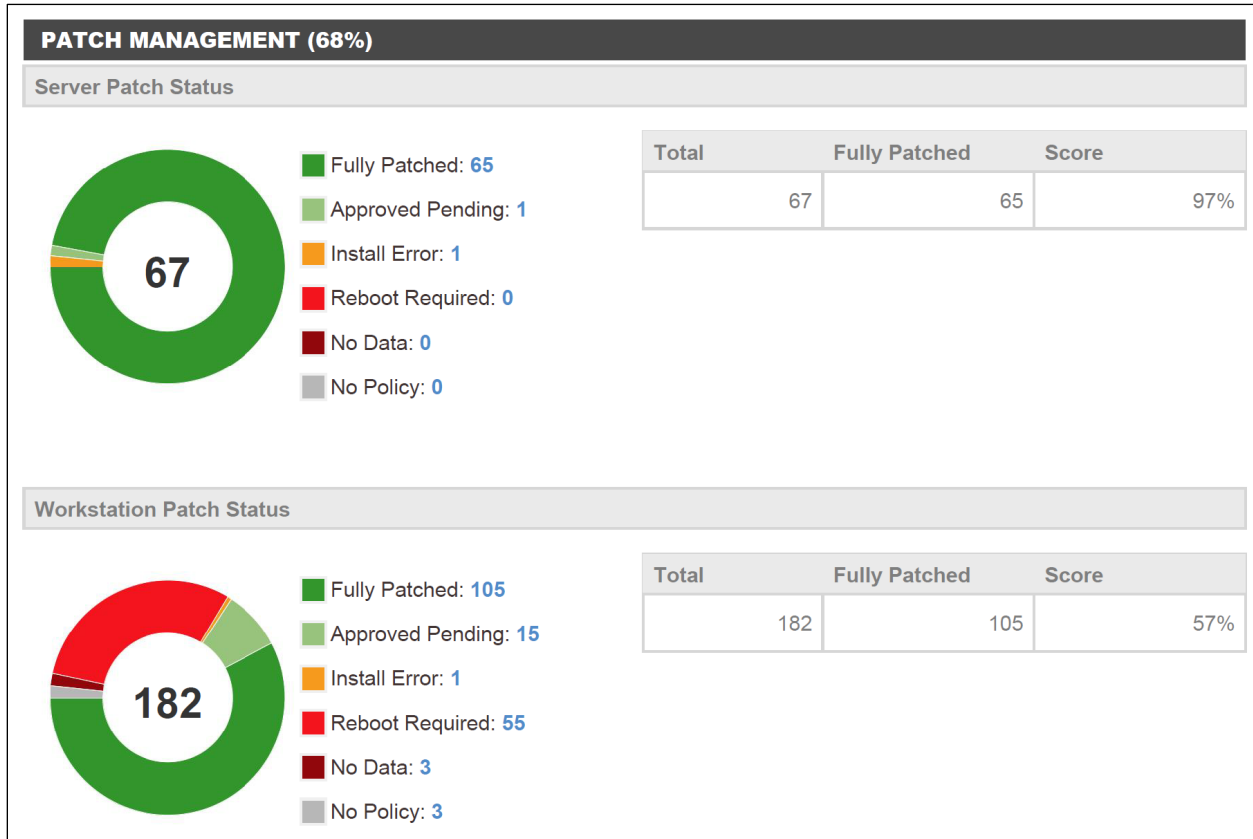 PATCH MANAGEMENT (68%)
Server Patch Status
67
Fully Patched: 65
Approved Pending: 1
Install Error: 1
Reboot Required: 0
No Data: 0
No Policy: 0
Total Fully Patched Score
67 65 97%
Workstation Patch Status
182
Fully Patched: 105
Approved Pending: 15
Install Error: 1
Reboot Required: 55
No Data: 3
No Policy: 3
Total Fully Patched Score
182 105 57%